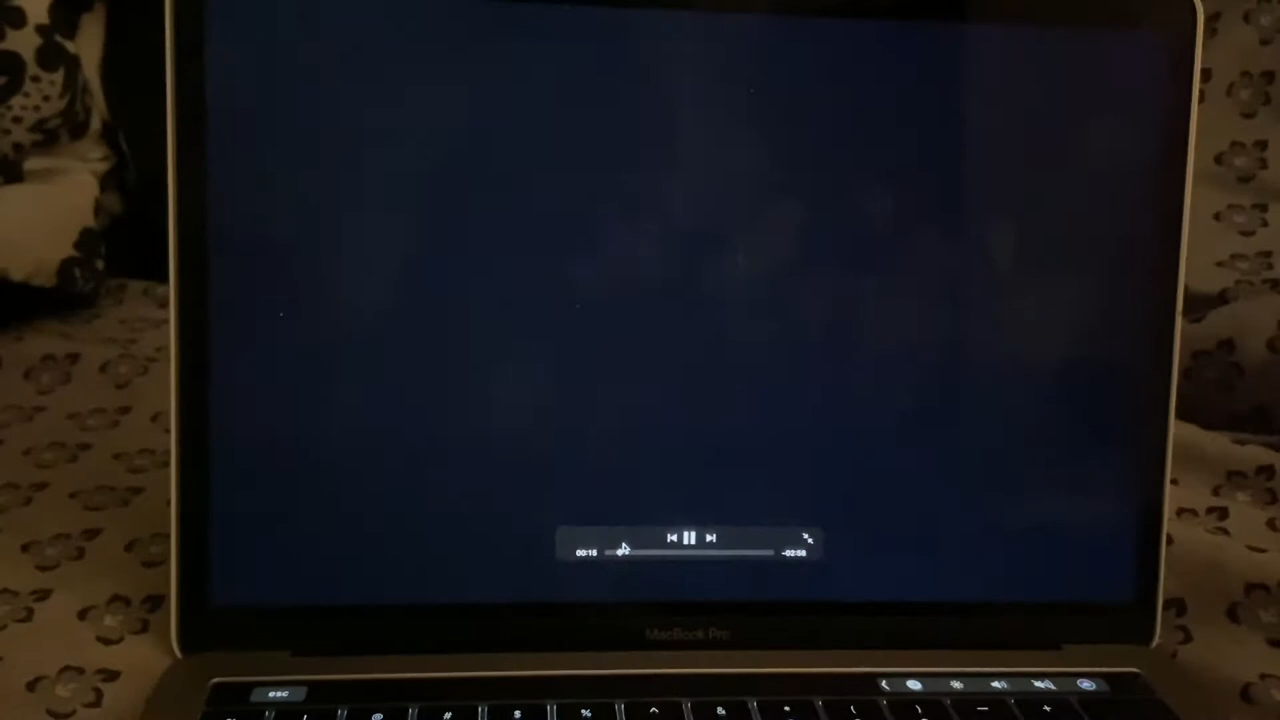 00:15 -02:58
MacBook Pro
esc
! @ # $ % ^ & * ( ) — +